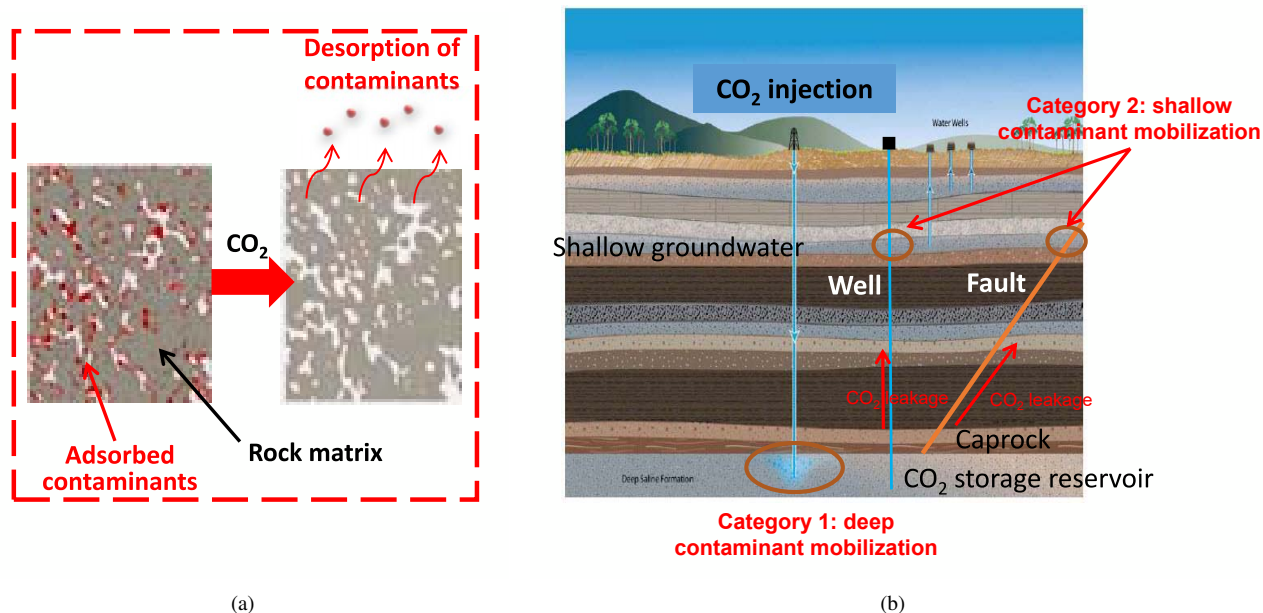 Desorption of
contaminants
CO₂
Adsorbed
contaminants
Rock matrix
(a)
CO₂ injection
Category 2: shallow
contaminant mobilization
Water Wells
Shallow groundwater
Well
Fault
CO₂ leakage
CO₂ leakage
Caprock
CO₂ storage reservoir
Deep Saline Formation
Category 1: deep
contaminant mobilization
(b)